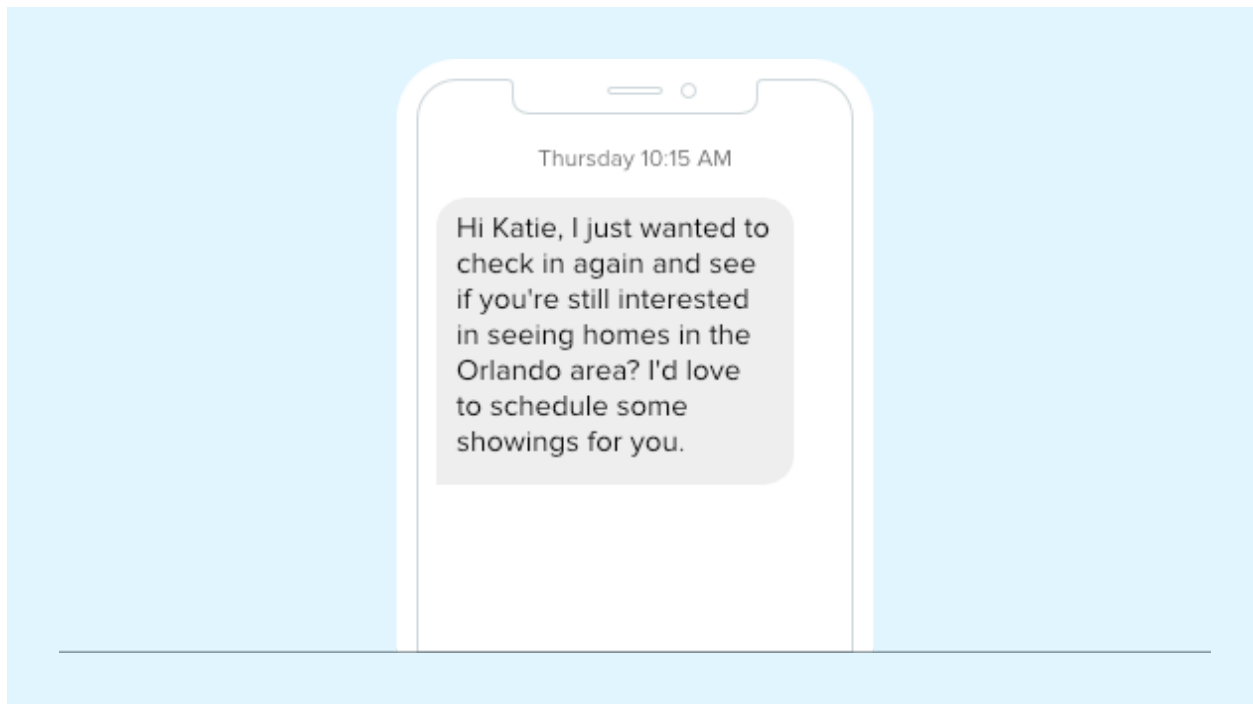 Thursday 10:15 AM
Hi Katie, I just wanted to
check in again and see
if you're still interested
in seeing homes in the
Orlando area? I'd love
to schedule some
showings for you.